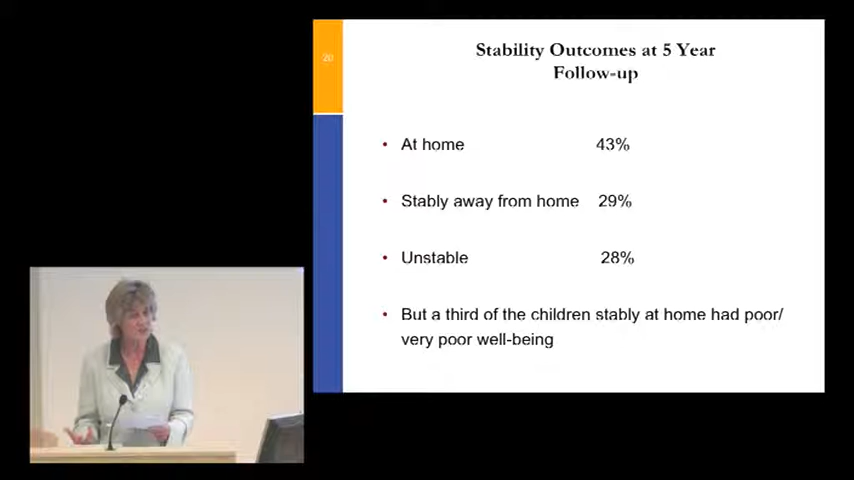 20
Stability Outcomes at 5 Year
Follow-up
• At home 43%
• Stably away from home 29%
• Unstable 28%
• But a third of the children stably at home had poor/
very poor well-being